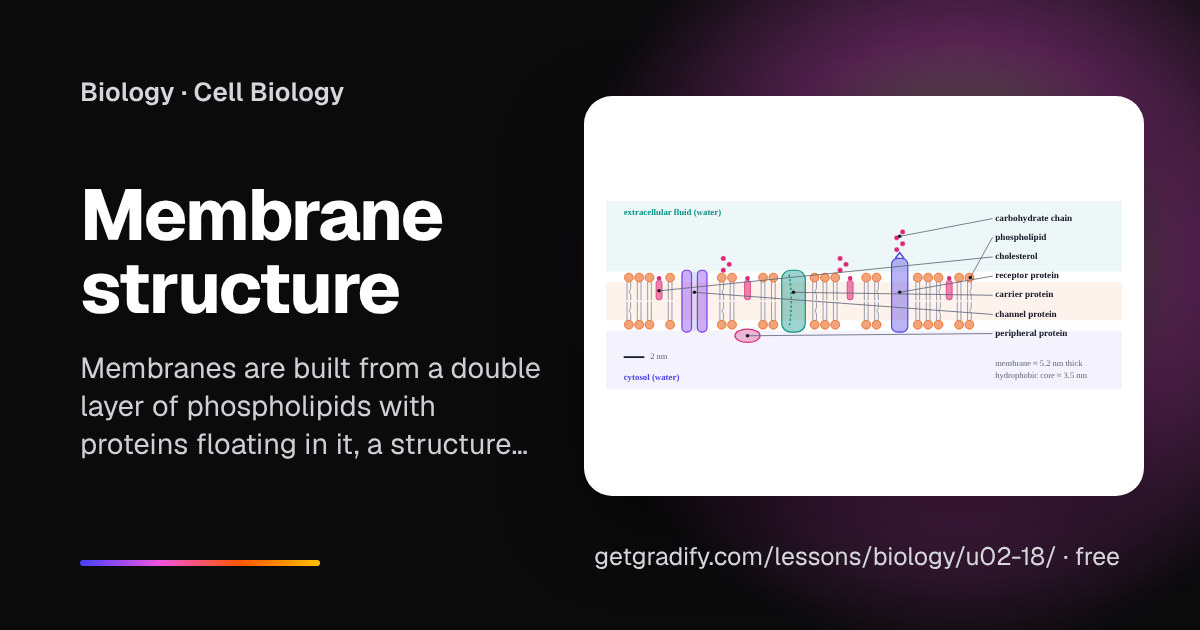 Biology · Cell Biology
Membrane
structure
Membranes are built from a double
layer of phospholipids with
proteins floating in it, a structure...
extracellular fluid (water)
carbohydrate chain
phospholipid
cholesterol
receptor protein
carrier protein
channel protein
peripheral protein
2 nm
cytosol (water)
membrane ≈ 5.2 nm thick
hydrophobic core ≈ 3.5 nm
getgradify.com/lessons/biology/u02-18/ · free